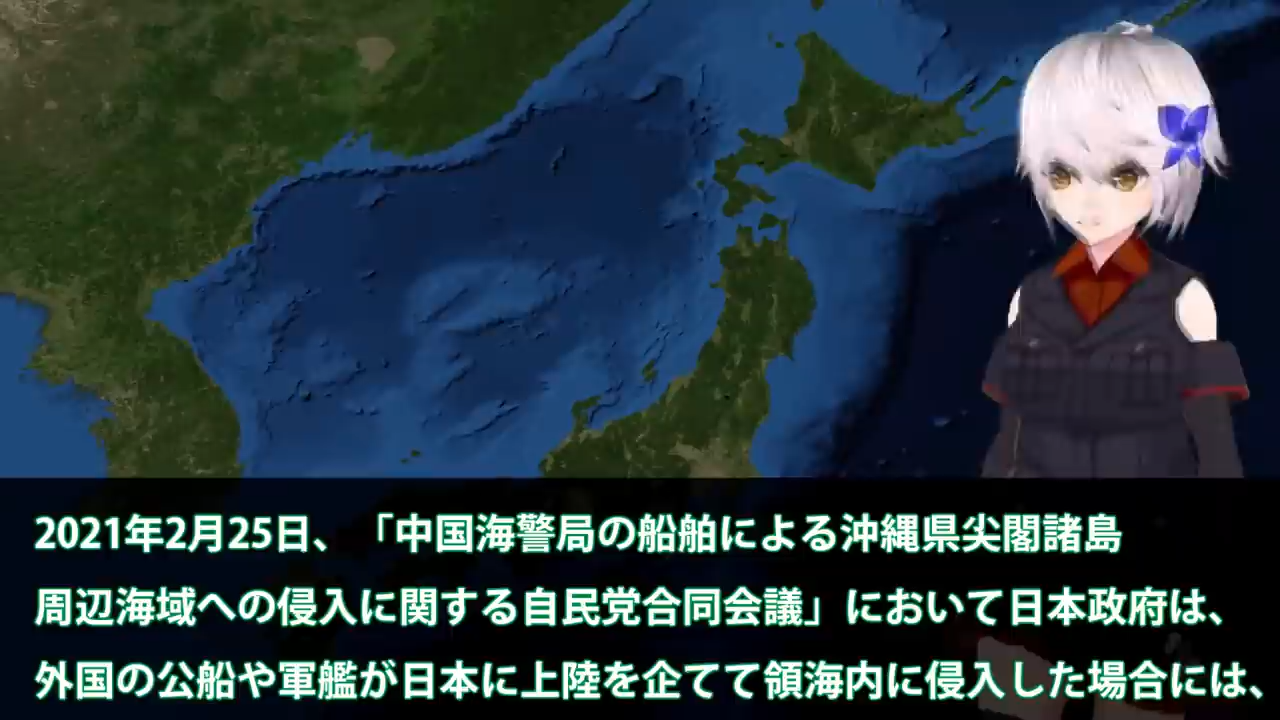 2021年2月25日、「中国海警局の船舶による沖縄県尖閣諸島
周辺海域への侵入に関する自民党合同会議」において日本政府は、
外国の公船や軍艦が日本に上陸を企てて領海内に侵入した場合には、